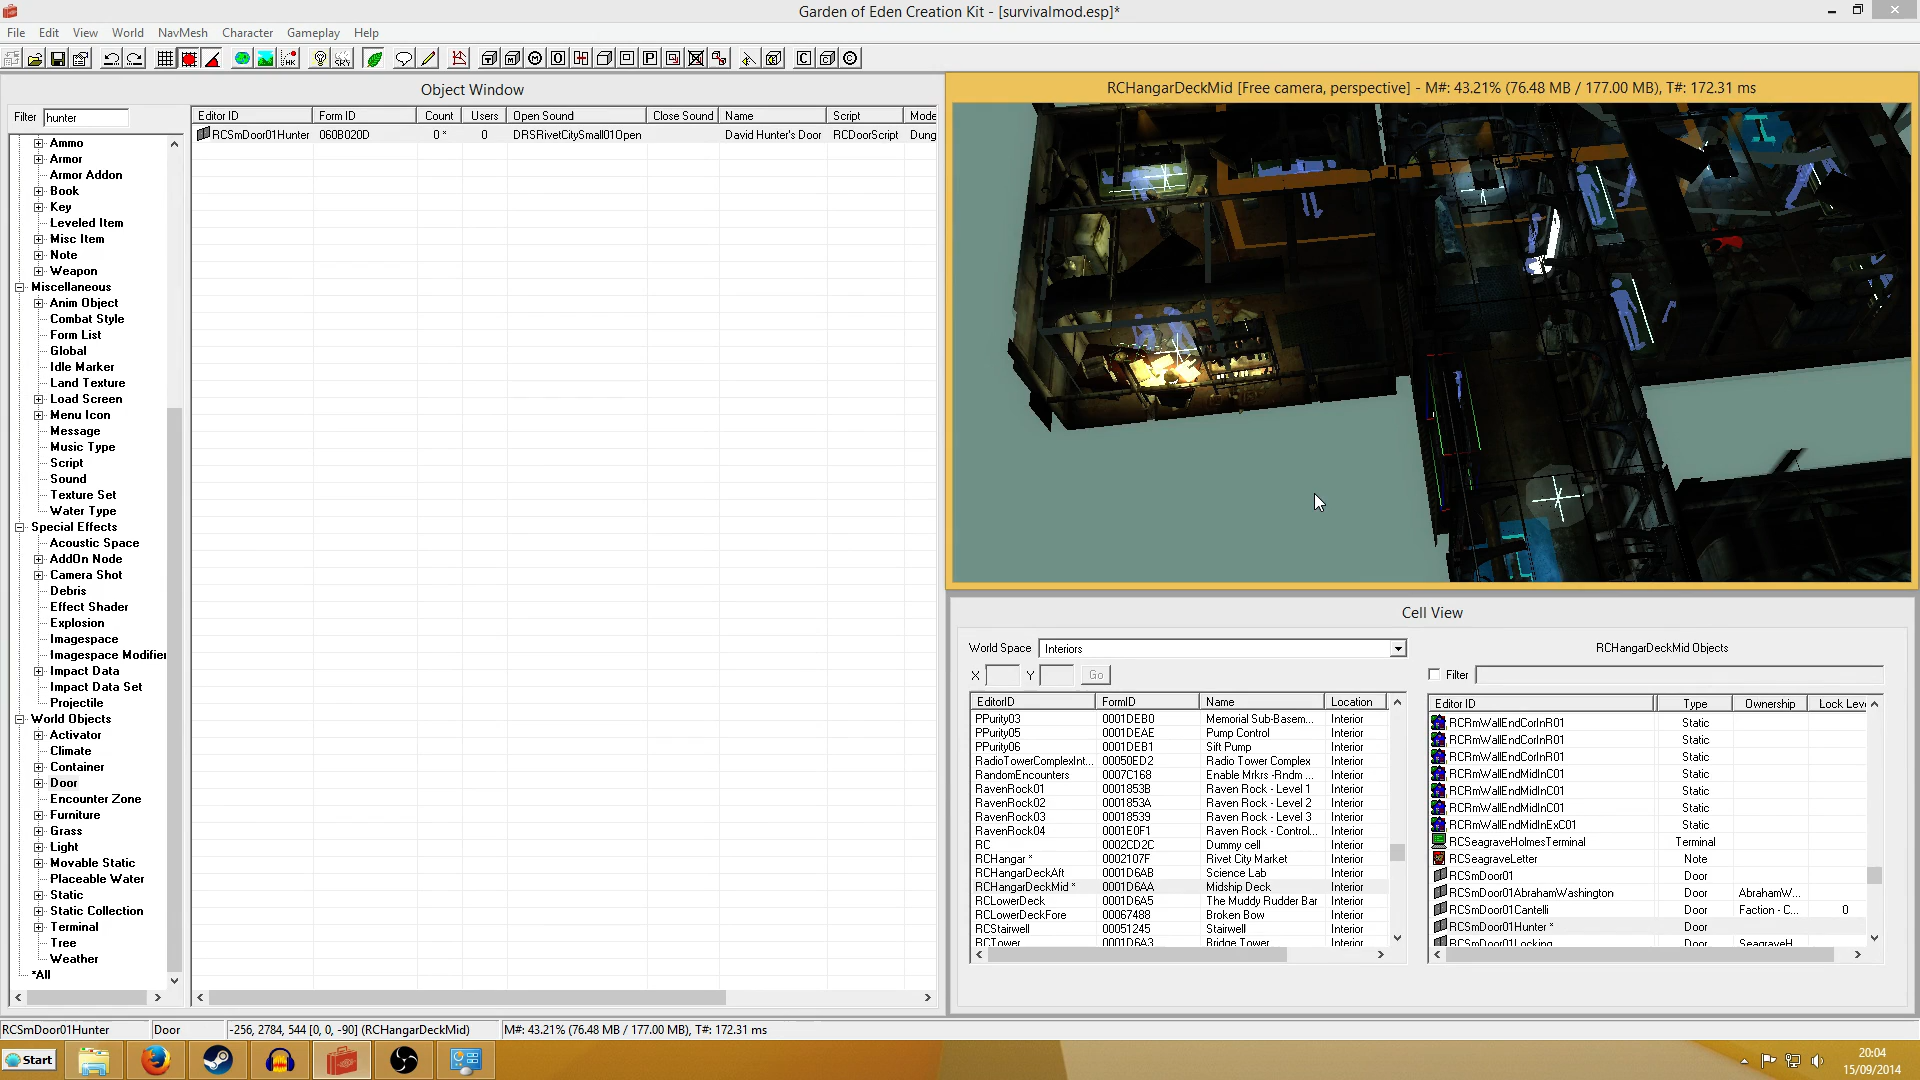 Garden of Eden Creation Kit - [survivalmod.esp]*
File Edit View World NavMesh Character Gameplay Help
Object Window
Filter hunter
Ammo
Armor
Armor Addon
Book
Key
Leveled Item
Misc Item
Note
Weapon
Miscellaneous
Anim Object
Combat Style
Form List
Global
Idle Marker
Land Texture
Load Screen
Menu Icon
Message
Music Type
Script
Sound
Texture Set
Water Type
Special Effects
Acoustic Space
AddOn Node
Camera Shot
Debris
Effect Shader
Explosion
Imagespace
Imagespace Modifier
Impact Data
Impact Data Set
Projectile
World Objects
Activator
Climate
Container
Door
Encounter Zone
Furniture
Grass
Light
Movable Static
Placeable Water
Static
Static Collection
Terminal
Tree
Weather
*All
Editor ID Form ID Count Users Open Sound Close Sound Name Script Mode
RCSmDoor01Hunter 060B020D 0 * 0 DRSRivetCitySmall01Open David Hunter's Door RCDoorScript Dung
RCHangarDeckMid [Free camera, perspective] - M#: 43.21% (76.48 MB / 177.00 MB), T#: 172.31 ms
Cell View
World Space Interiors
X Y Go
EditorID FormID Name Location
PPurity03 0001DEB0 Memorial Sub-Basem... Interior
PPurity05 0001DEAE Pump Control Interior
PPurity06 0001DEB1 Sift Pump Interior
RadioTowerComplexInt... 00050ED2 Radio Tower Complex Interior
RandomEncounters 0007C168 Enable Mrkrs -Rndm ... Interior
RavenRock01 0001853B Raven Rock - Level 1 Interior
RavenRock02 0001853A Raven Rock - Level 2 Interior
RavenRock03 00018539 Raven Rock - Level 3 Interior
RavenRock04 0001E0F1 Raven Rock - Control... Interior
RC 0002CD2C Dummy cell Interior
RCHangar * 0002107F Rivet City Market Interior
RCHangarDeckAft 0001D6AB Science Lab Interior
RCHangarDeckMid * 0001D6AA Midship Deck Interior
RCLowerDeck 0001D6A5 The Muddy Rudder Bar Interior
RCLowerDeckFore 00067488 Broken Bow Interior
RCStairwell 00051245 Stairwell Interior
RCTower 0001D6A3 Bridge Tower Interior
RCHangarDeckMid Objects
Filter
Editor ID Type Ownership Lock Leve
RCRmWallEndCorInR01 Static
RCRmWallEndCorInR01 Static
RCRmWallEndCorInR01 Static
RCRmWallEndMidInC01 Static
RCRmWallEndMidInC01 Static
RCRmWallEndMidInC01 Static
RCRmWallEndMidInExC01 Static
RCSeagraveHolmesTerminal Terminal
RCSeagraveLetter Note
RCSmDoor01 Door
RCSmDoor01AbrahamWashington Door AbrahamW...
RCSmDoor01Cantelli Door Faction - C... 0
RCSmDoor01Hunter * Door
RCSmDoor01Locking Door SeagraveH...
RCSmDoor01Hunter Door -256, 2784, 544 [0, 0, -90] (RCHangarDeckMid) M#: 43.21% (76.48 MB / 177.00 MB), T#: 172.31 ms
Start
20:04
15/09/2014